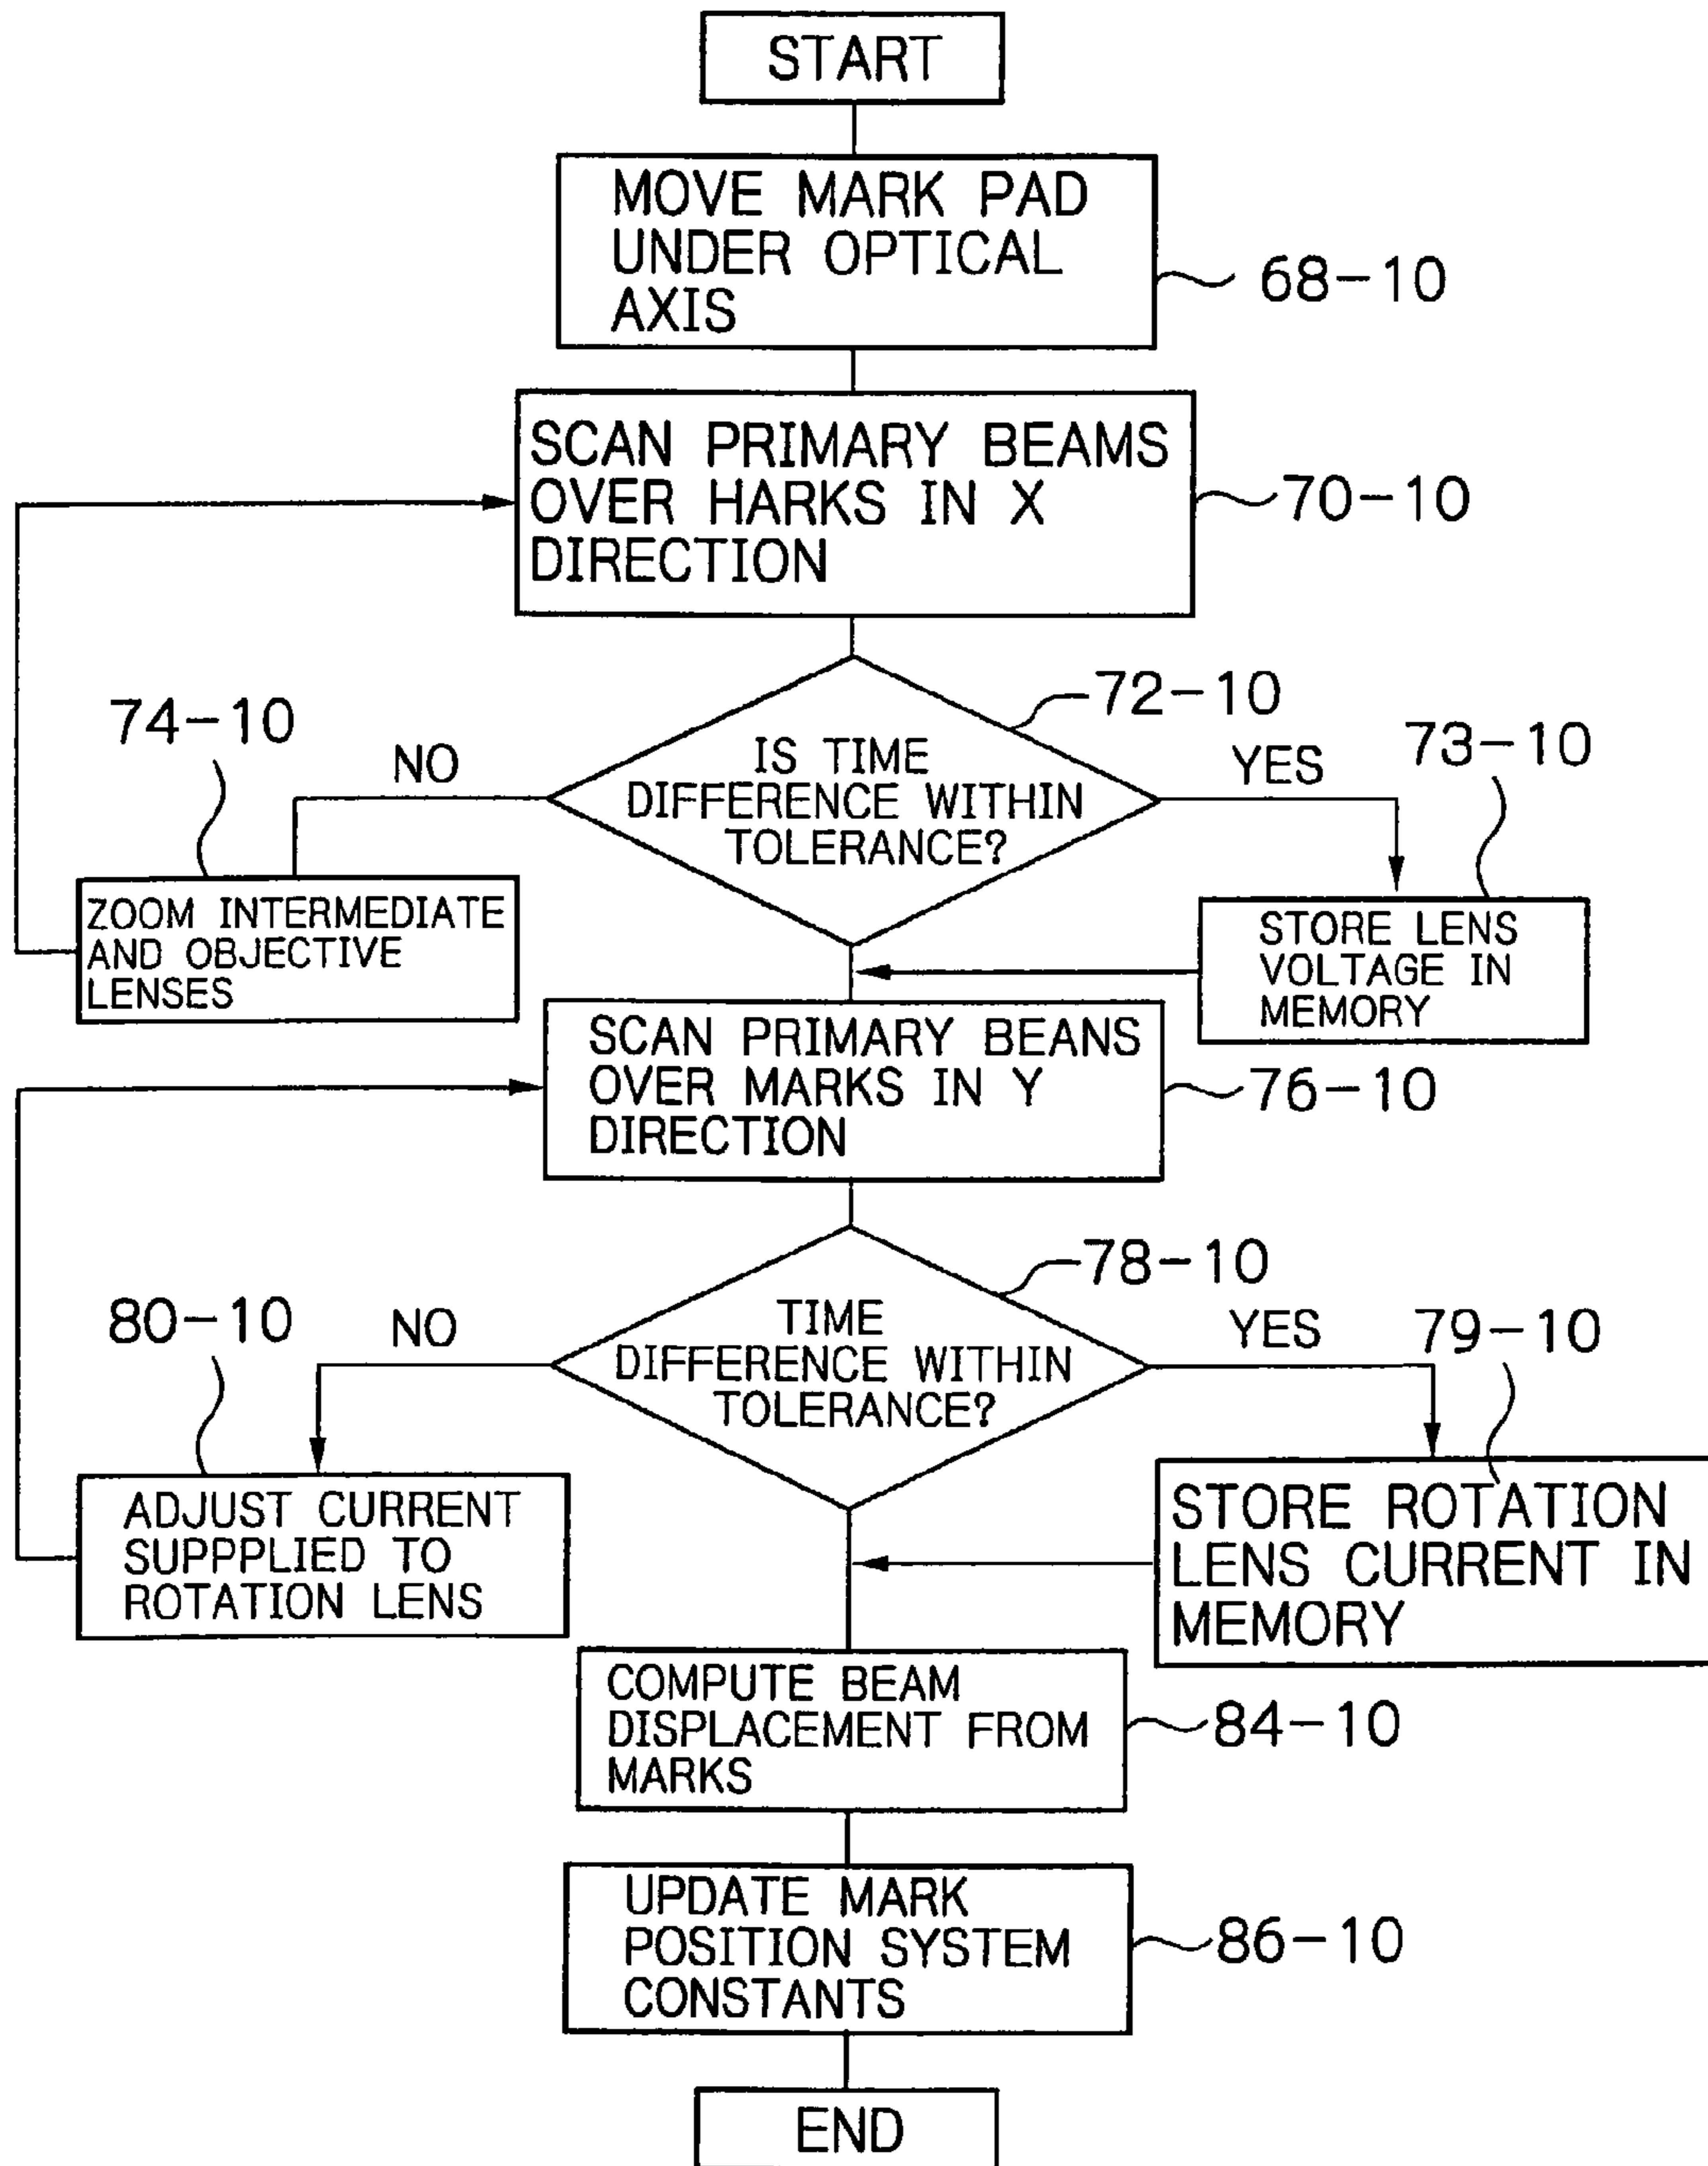 START
MOVE MARK PAD
UNDER OPTICAL
AXIS
68-10
SCAN PRIMARY BEAMS
OVER HARKS IN X
DIRECTION
70-10
72-10
IS TIME
DIFFERENCE WITHIN
TOLERANCE?
NO
YES
74-10
ZOOM INTERMEDIATE
AND OBJECTIVE
LENSES
73-10
STORE LENS
VOLTAGE IN
MEMORY
SCAN PRIMARY BEANS
OVER MARKS IN Y
DIRECTION
76-10
78-10
TIME
DIFFERENCE WITHIN
TOLERANCE?
NO
YES
80-10
ADJUST CURRENT
SUPPPLIED TO
ROTATION LENS
79-10
STORE ROTATION
LENS CURRENT IN
MEMORY
COMPUTE BEAM
DISPLACEMENT FROM
MARKS
84-10
UPDATE MARK
POSITION SYSTEM
CONSTANTS
86-10
END